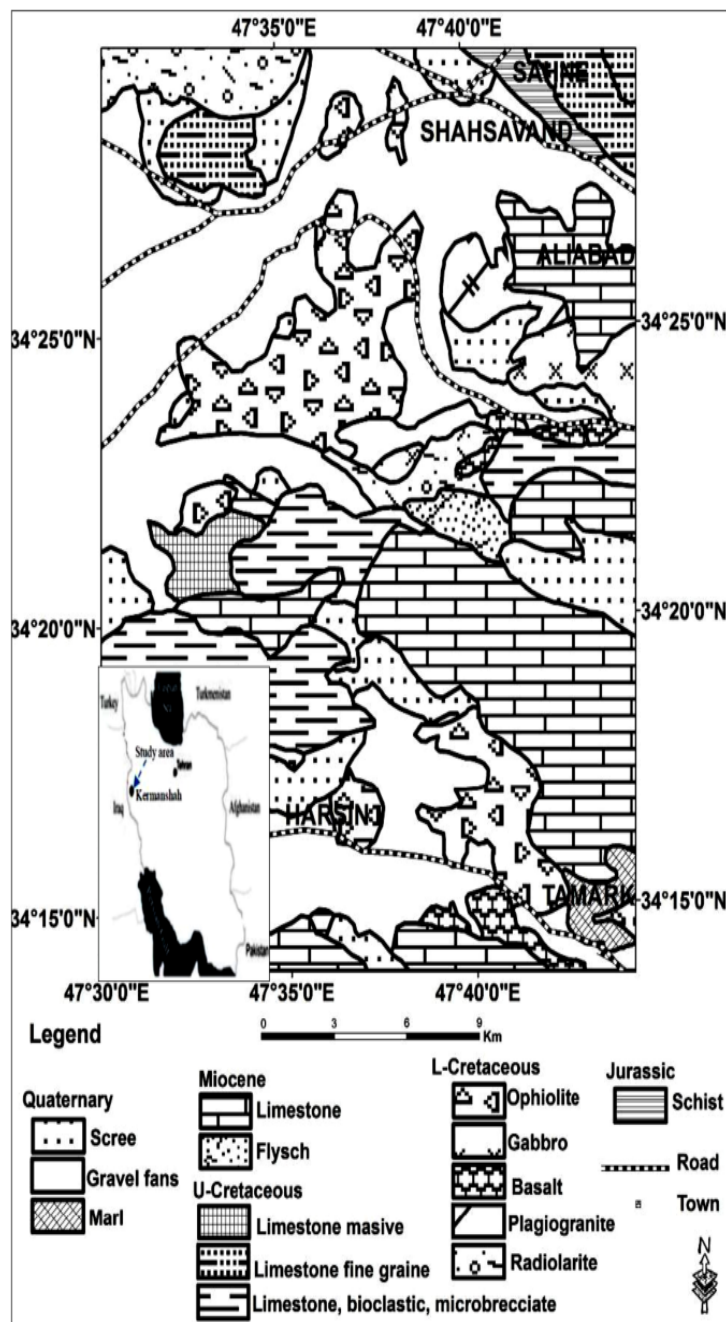 47°35'0"E 47°40'0"E
SAHNE
SHAHSAVAND
ALIABAD
34°25'0"N
34°25'0"N
34°20'0"N
34°20'0"N
Turkey
Turkmenistan
Study area
Tehran
Kermanshah
Iraq
Afghanistan
Pakistan
HARSIN
TAMARK
34°15'0"N
34°15'0"N
47°30'0"E 47°35'0"E 47°40'0"E
0 3 6 9
Km
Legend
Quaternary
Scree
Gravel fans
Marl
Miocene
Limestone
Flysch
U-Cretaceous
Limestone masive
Limestone fine graine
Limestone, bioclastic, microbrecciate
L-Cretaceous
Ophiolite
Gabbro
Basalt
Plagiogranite
Radiolarite
Jurassic
Schist
Road
Town
N